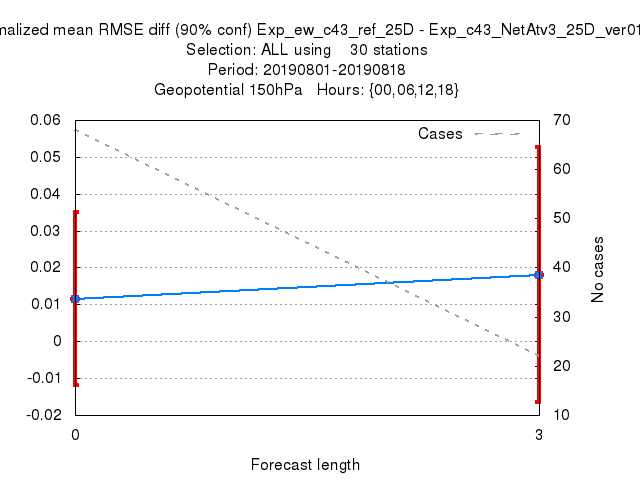 malized mean RMSE diff (90% conf) Exp_ew_c43_ref_25D - Exp_c43_NetAtv3_25D_ver01
Selection: ALL using    30 stations
Period: 20190801-20190818
Geopotential 150hPa   Hours: {00,06,12,18}
Cases
0.06
0.05
0.04
0.03
0.02
0.01
0
-0.01
-0.02
70
60
50
40
30
20
10
No cases
0
3
Forecast length